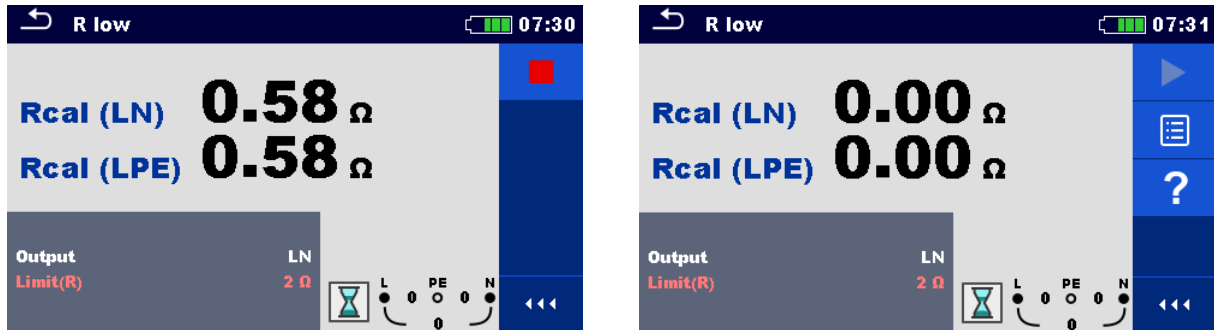 R low 07:30
Rcal (LN) 0.58 Ω
Rcal (LPE) 0.58 Ω
Output LN
Limit(R) 2 Ω
L PE N
0 0
0
R low 07:31
Rcal (LN) 0.00 Ω
Rcal (LPE) 0.00 Ω
?
Output LN
Limit(R) 2 Ω
L PE N
0 0
0